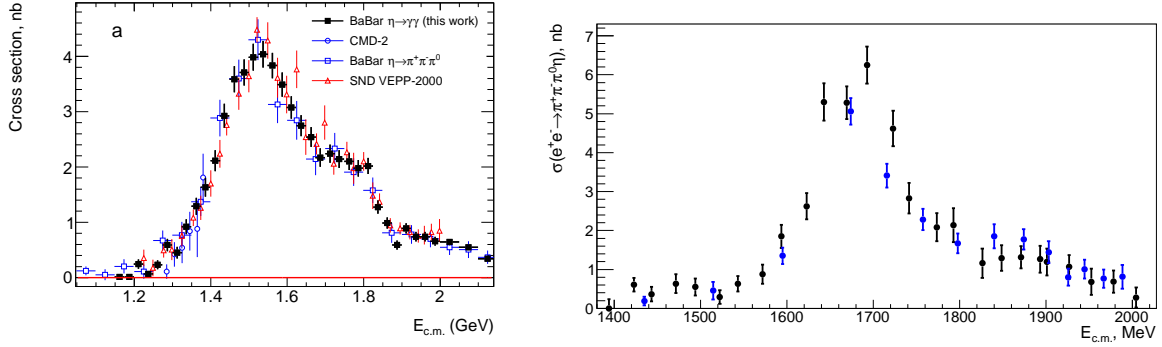 Cross section, nb
a
BaBar η→γγ (this work)
CMD-2
BaBar η→π⁺π⁻π⁰
SND VEPP-2000
4
3
2
1
0
1.2 1.4 1.6 1.8 2
E_c.m. (GeV)
σ(e⁺e⁻→π⁺π⁻π⁰η), nb
7
6
5
4
3
2
1
0
1400 1500 1600 1700 1800 1900 2000
E_c.m., MeV